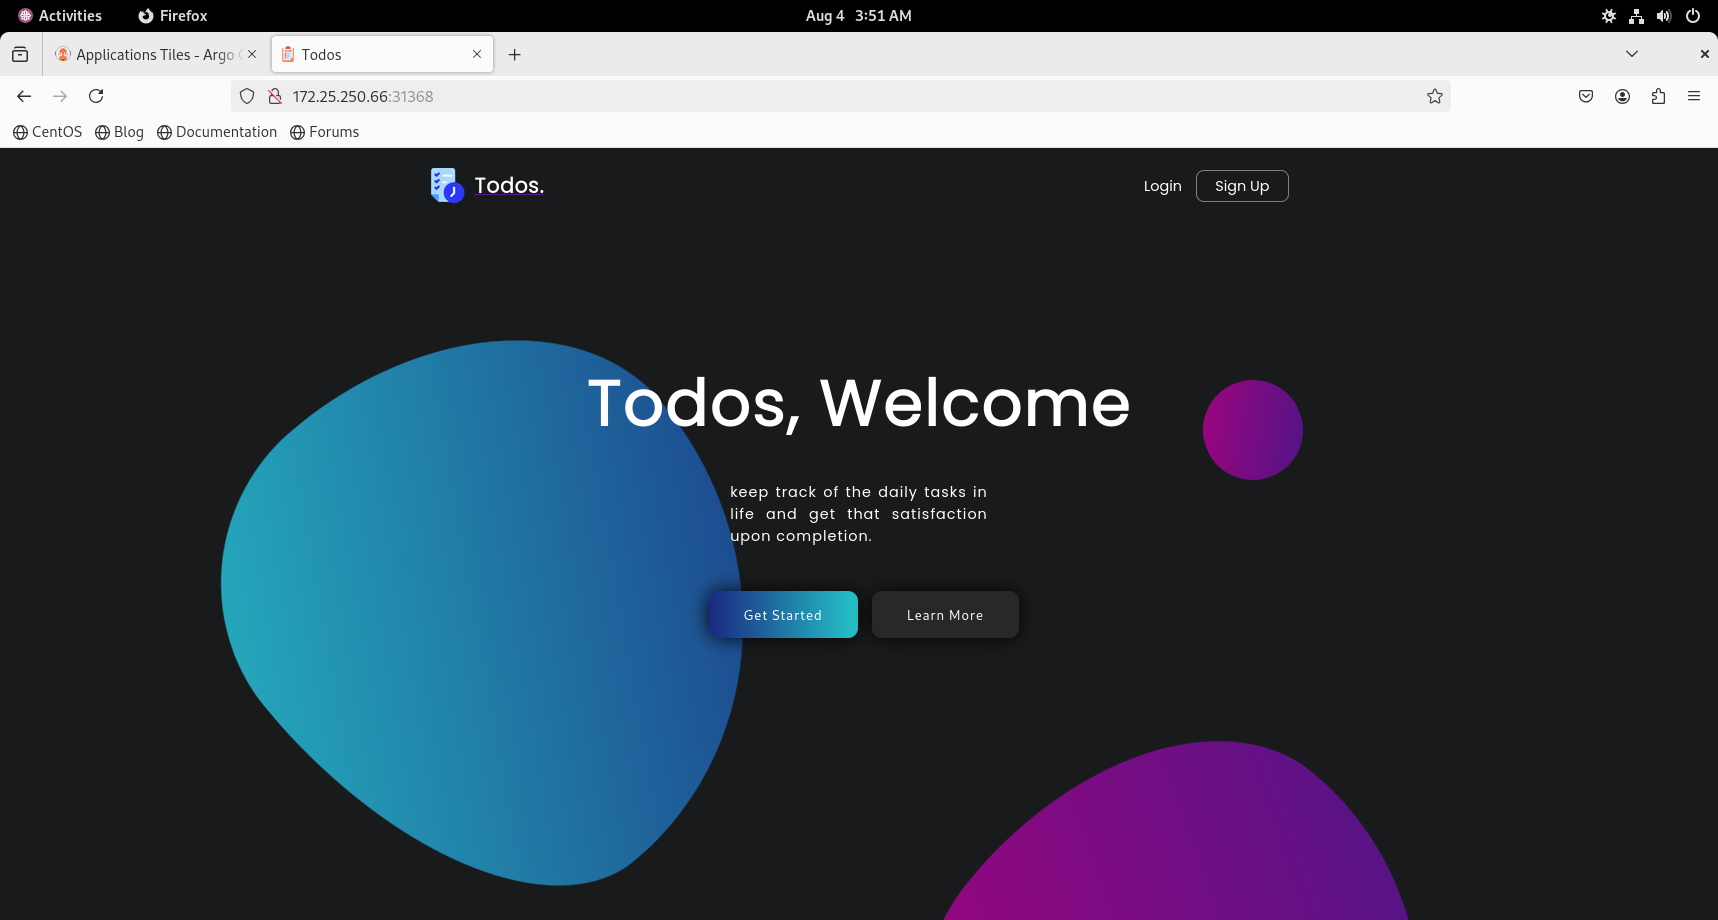 Activities Firefox Aug 4 3:51 AM
Applications Tiles - Argo Todos
172.25.250.66:31368
CentOS Blog Documentation Forums
Todos. Login Sign Up
Todos, Welcome
keep track of the daily tasks in
life and get that satisfaction
upon completion.
Get Started Learn More